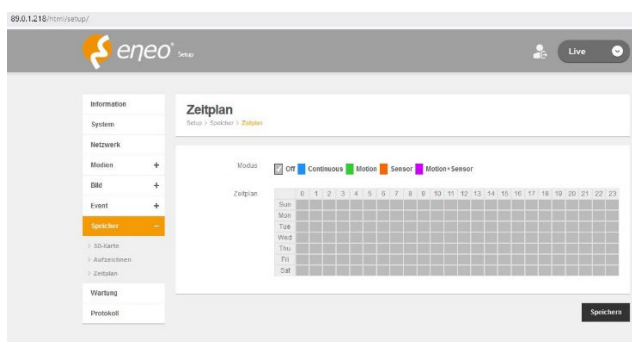 89.0.1.218/html/setup/
eneo Setup
Live
Information
System
Netzwerk
Medien +
Bild +
Event +
Speicher −
> SD-Karte
> Aufzeichnen
> Zeitplan
Wartung
Protokoll
Zeitplan
Setup > Speicher > Zeitplan
Modus Off Continuous Motion Sensor Motion+Sensor
Zeitplan 0 1 2 3 4 5 6 7 8 9 10 11 12 13 14 15 16 17 18 19 20 21 22 23
Sun
Mon
Tue
Wed
Thu
Fri
Sat
Speichern